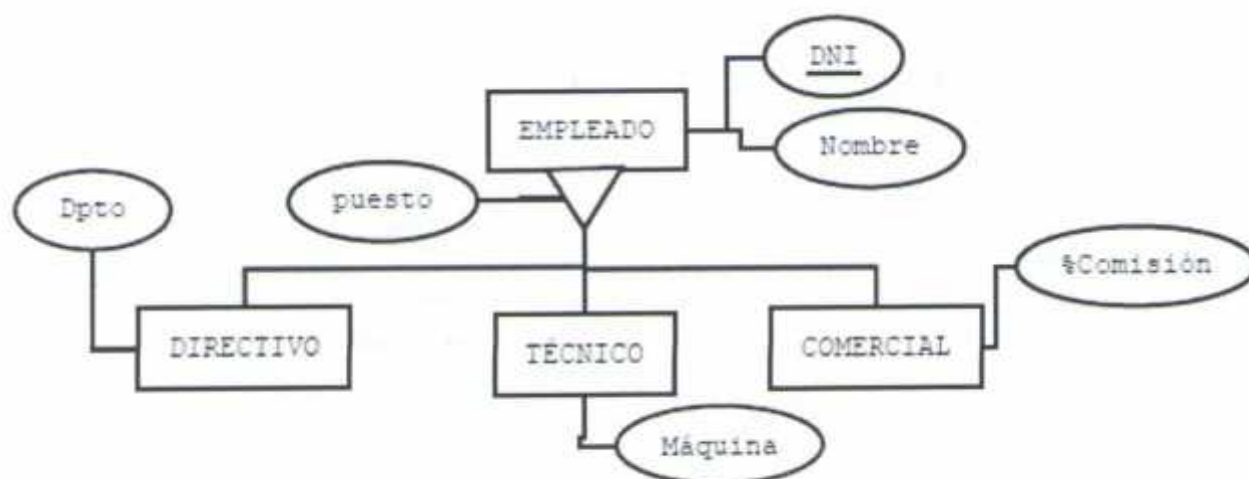 DNI
EMPLEADO
Nombre
puesto
Dpto
%Comisión
DIRECTIVO
TÉCNICO
COMERCIAL
Máquina